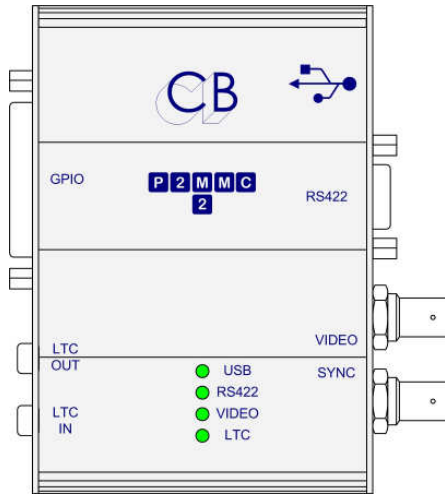 CB
GPIO
P2MMC
2
RS422
VIDEO
LTC
OUT
SYNC
LTC
IN
USB
RS422
VIDEO
LTC